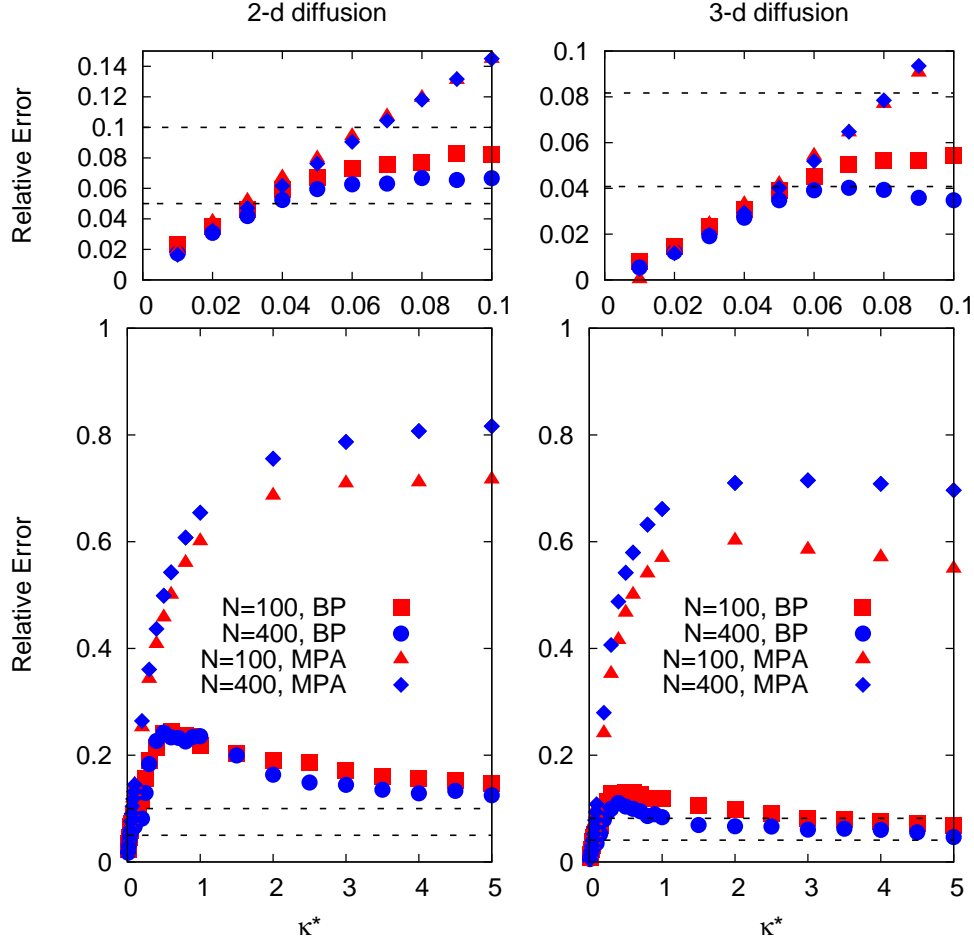 2-d diffusion
3-d diffusion
Relative Error
0.14
0.12
0.1
0.08
0.06
0.04
0.02
0
0 0.02 0.04 0.06 0.08 0.1
Relative Error
0.1
0.08
0.06
0.04
0.02
0
0 0.02 0.04 0.06 0.08 0.1
Relative Error
1
0.8
0.6
0.4
0.2
0
N=100, BP
N=400, BP
N=100, MPA
N=400, MPA
0 1 2 3 4 5
κ*
1
0.8
0.6
0.4
0.2
0
N=100, BP
N=400, BP
N=100, MPA
N=400, MPA
0 1 2 3 4 5
κ*